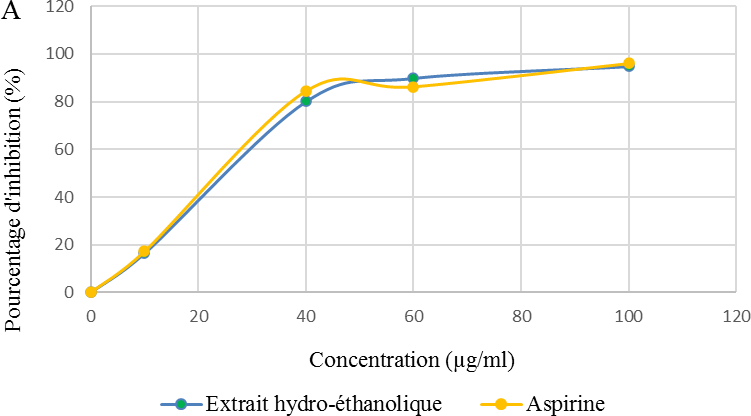 A
120
100
80
60
40
20
0
Pourcentage d'inhibition (%)
0 20 40 60 80 100 120
Concentration (µg/ml)
Extrait hydro-éthanolique Aspirine